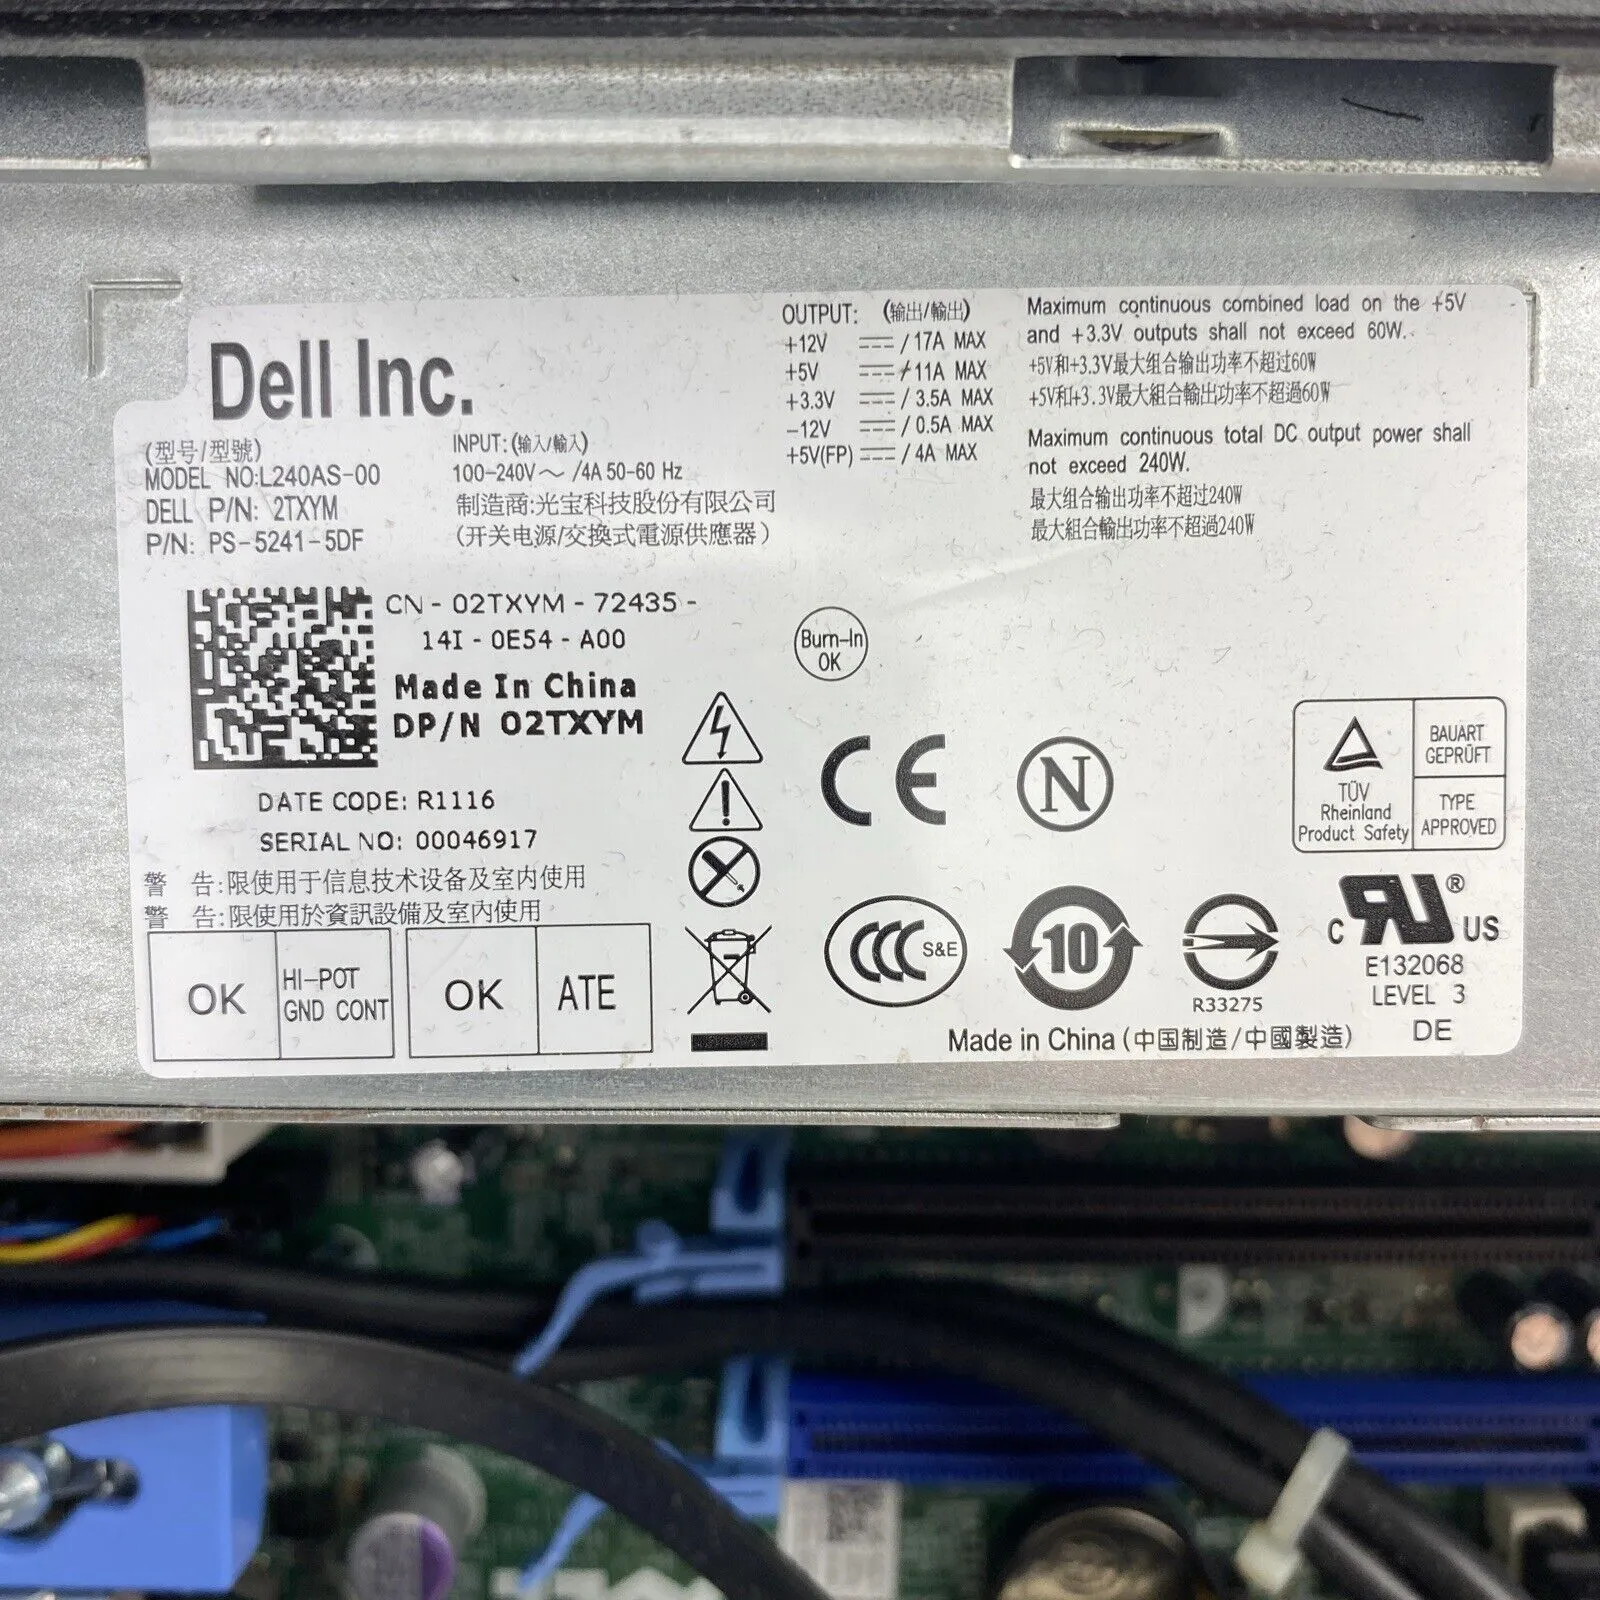 Dell Inc.
(型号/型號)
MODEL NO:L240AS-00
DELL P/N: 2TXYM
P/N: PS-5241-5DF
INPUT: (输入/輸入)
100-240V～ /4A 50-60 Hz
制造商:光宝科技股份有限公司
(开关电源/交換式電源供應器)
OUTPUT: (输出/輸出)
+12V ⎓ / 17A MAX
+5V ⎓ / 11A MAX
+3.3V ⎓ / 3.5A MAX
-12V ⎓ / 0.5A MAX
+5V(FP) ⎓ / 4A MAX
Maximum continuous combined load on the +5V
and +3.3V outputs shall not exceed 60W.
+5V和+3.3V最大组合输出功率不超过60W
+5V和+3.3V最大組合輸出功率不超過60W
Maximum continuous total DC output power shall
not exceed 240W.
最大组合输出功率不超过240W
最大組合輸出功率不超過240W
CN - 02TXYM - 72435 -
14I - 0E54 - A00
Made In China
DP/N 02TXYM
DATE CODE: R1116
SERIAL NO: 00046917
警 告:限使用于信息技术设备及室内使用
警 告:限使用於資訊設備及室內使用
OK
HI-POT
GND CONT
OK
ATE
Burn-In
OK
CE
N
TÜV
Rheinland
Product Safety
BAUART
GEPRÜFT
TYPE
APPROVED
CCC S&E
10
R33275
C RU ® US
E132068
LEVEL 3
DE
Made in China (中国制造/中國製造)